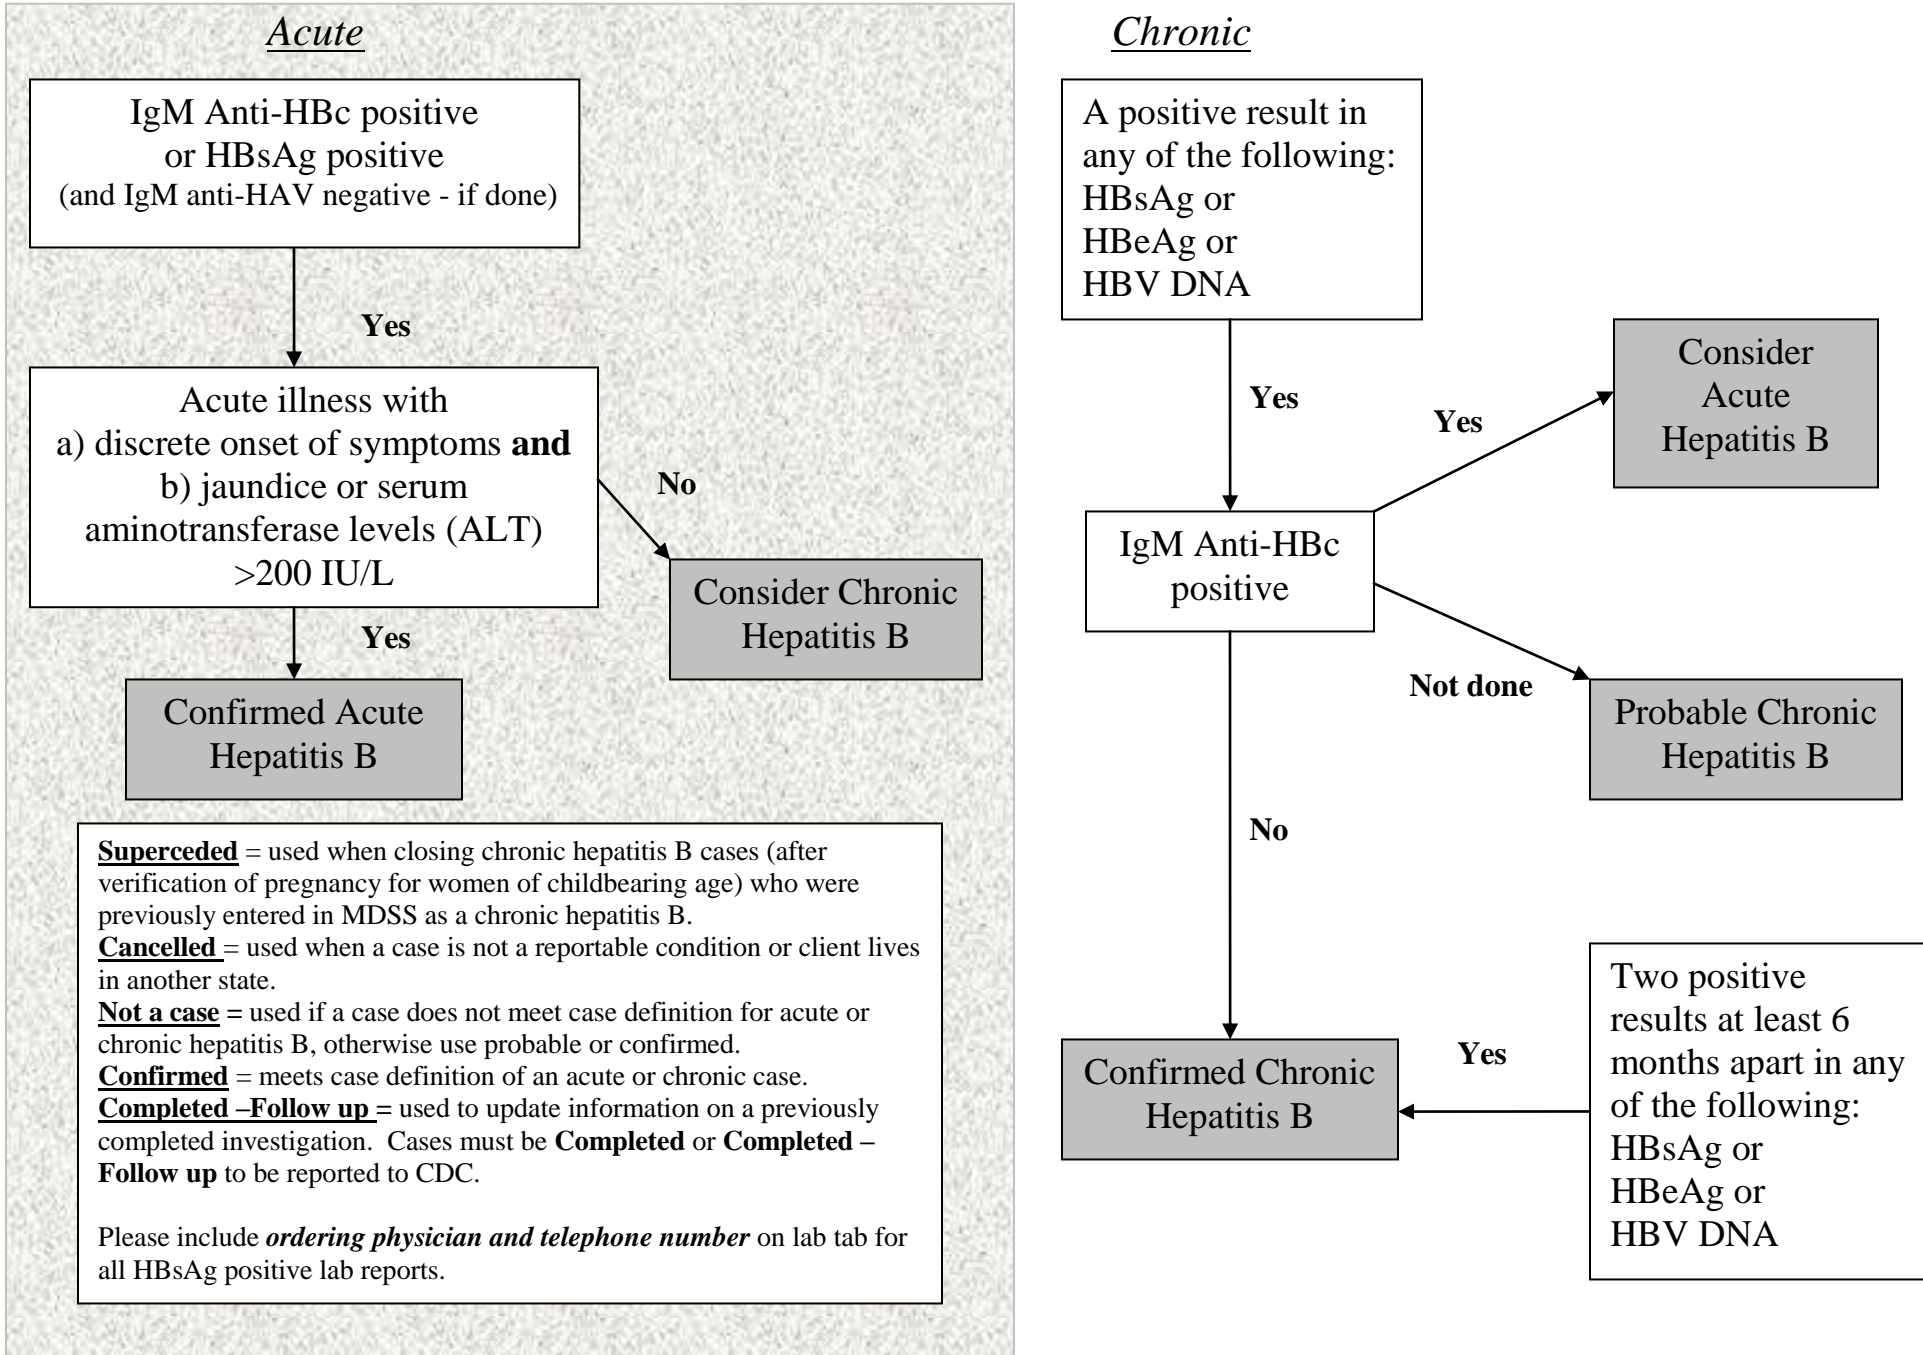 Acute
IgM Anti-HBc positive
or HBsAg positive
(and IgM anti-HAV negative - if done)
Yes
Acute illness with
a) discrete onset of symptoms and
b) jaundice or serum
aminotransferase levels (ALT)
>200 IU/L
No
Consider Chronic
Hepatitis B
Yes
Confirmed Acute
Hepatitis B
Superceded = used when closing chronic hepatitis B cases (after
verification of pregnancy for women of childbearing age) who were
previously entered in MDSS as a chronic hepatitis B.
Cancelled = used when a case is not a reportable condition or client lives
in another state.
Not a case = used if a case does not meet case definition for acute or
chronic hepatitis B, otherwise use probable or confirmed.
Confirmed = meets case definition of an acute or chronic case.
Completed –Follow up = used to update information on a previously
completed investigation.  Cases must be Completed or Completed –
Follow up to be reported to CDC.
Please include ordering physician and telephone number on lab tab for
all HBsAg positive lab reports.
Chronic
A positive result in
any of the following:
HBsAg or
HBeAg or
HBV DNA
Yes
IgM Anti-HBc
positive
Yes
Consider
Acute
Hepatitis B
Not done
Probable Chronic
Hepatitis B
No
Confirmed Chronic
Hepatitis B
Yes
Two positive
results at least 6
months apart in any
of the following:
HBsAg or
HBeAg or
HBV DNA